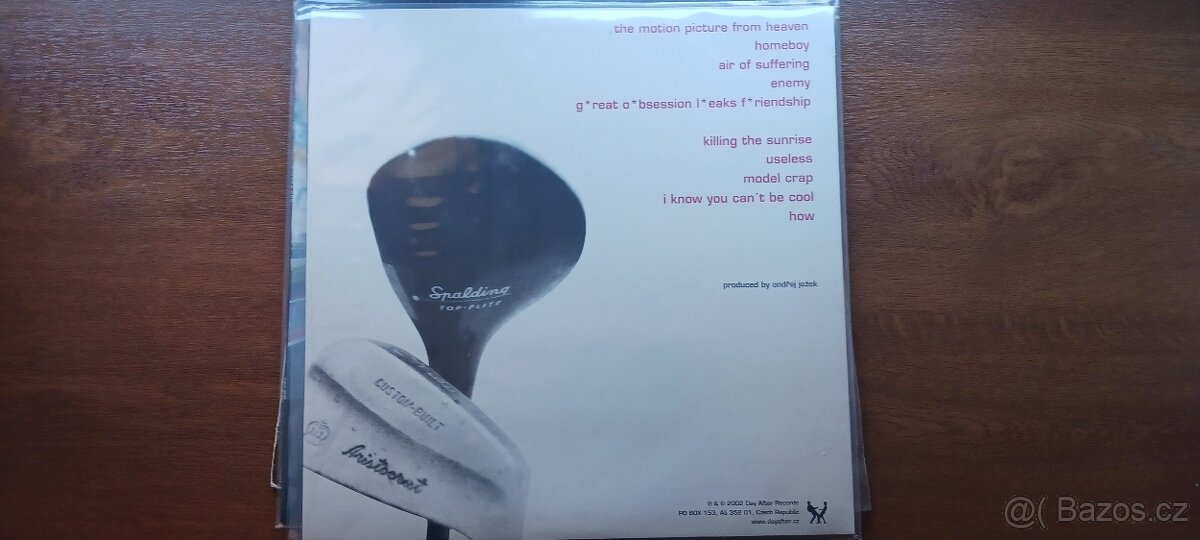 the motion picture from heaven
homeboy
air of suffering
enemy
g*reat o*bsession l*eaks f*riendship
killing the sunrise
useless
model crap
i know you can´t be cool
how
produced by ondřej ježek
Spalding
TOP-FLITE
CUSTOM-BUILT
Aristocrat
℗ & © 2002 Day After Records
PO BOX 153, Aš 352 01, Czech Republic
www.dayafter.cz
@( Bazos.cz